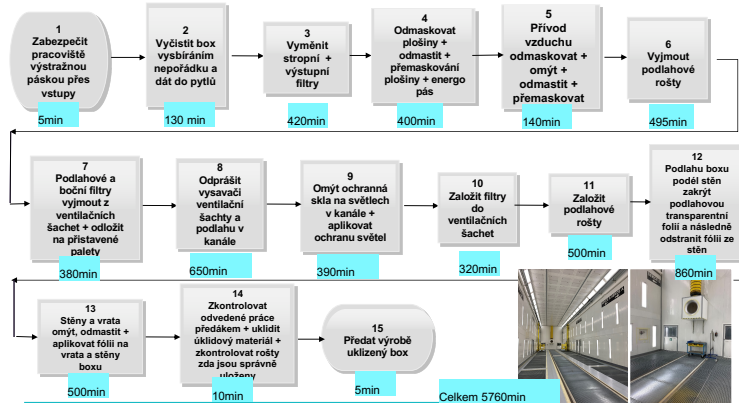 1
Zabezpečit
pracoviště
výstražnou
páskou přes
vstupy
5min
2
Vyčistit box
vysbíráním
nepořádku a
dát do pytlů
130 min
3
Vyměnit
stropní +
výstupní
filtry
420min
4
Odmaskovat
plošiny +
odmastit +
přemaskování
plošiny + energo
pás
400min
5
Přívod
vzduchu
odmaskovat +
omýt +
odmastit +
přemaskovat
140min
6
Vyjmout
podlahové
rošty
495min
7
Podlahové a
boční filtry
vyjmout z
ventilačních
šachet + odložit
na přistavené
palety
380min
8
Odprášit
vysavači
ventilační
šachty a
podlahu v
kanále
650min
9
Omýt ochranná
skla na světlech
v kanále +
aplikovat
ochranu světel
390min
10
Založit filtry
do
ventilačních
šachet
320min
11
Založit
podlahové
rošty
500min
12
Podlahu boxu
podél stěn
zakrýt
podlahovou
transparentní
folií a následně
odstranit fólii ze
stěn
860min
13
Stěny a vrata
omýt, odmastit +
aplikovat fólii na
vrata a stěny
boxu
500min
14
Zkontrolovat
odvedené práce
předákem + uklidit
úklidový materiál +
zkontrolovat rošty
zda jsou správně
uloženy
10min
15
Předat výrobě
uklizený box
5min
Celkem 5760min